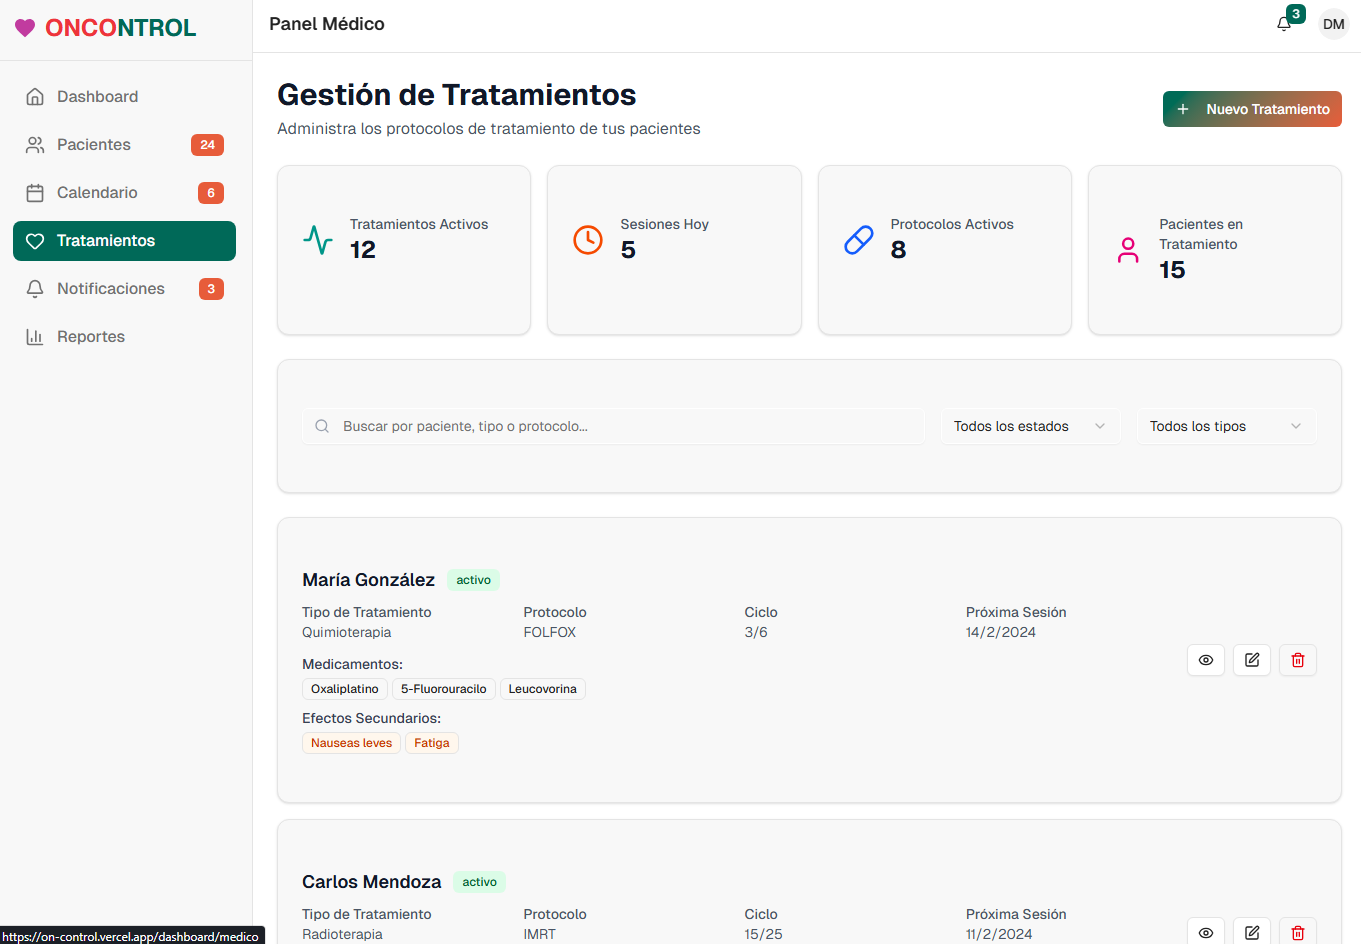 ONCONTROL
Panel Médico
3
DM
Dashboard
Pacientes 24
Calendario 6
Tratamientos
Notificaciones 3
Reportes
Gestión de Tratamientos
Administra los protocolos de tratamiento de tus pacientes
+ Nuevo Tratamiento
Tratamientos Activos
12
Sesiones Hoy
5
Protocolos Activos
8
Pacientes en
Tratamiento
15
Buscar por paciente, tipo o protocolo...
Todos los estados
Todos los tipos
María González activo
Tipo de Tratamiento Protocolo Ciclo Próxima Sesión
Quimioterapia FOLFOX 3/6 14/2/2024
Medicamentos:
Oxaliplatino 5-Fluorouracilo Leucovorina
Efectos Secundarios:
Nauseas leves Fatiga
Carlos Mendoza activo
Tipo de Tratamiento Protocolo Ciclo Próxima Sesión
Radioterapia IMRT 15/25 11/2/2024
https://on-control.vercel.app/dashboard/medico